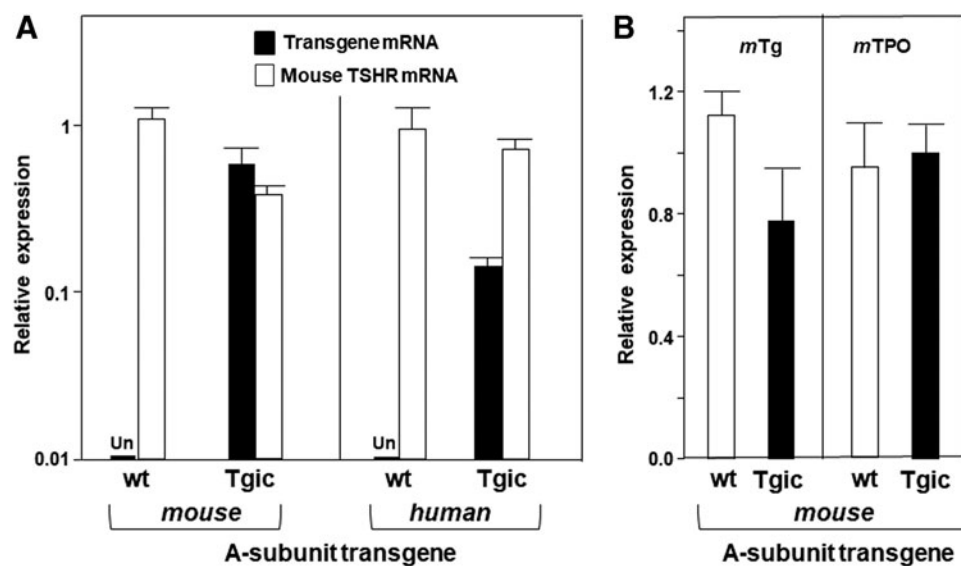 A
Transgene mRNA
Mouse TSHR mRNA
Relative expression
1
0.1
0.01
Un
Un
wt
Tgic
wt
Tgic
mouse
human
A-subunit transgene
B
mTg
mTPO
Relative expression
1.2
0.8
0.4
0.0
wt
Tgic
wt
Tgic
mouse
A-subunit transgene